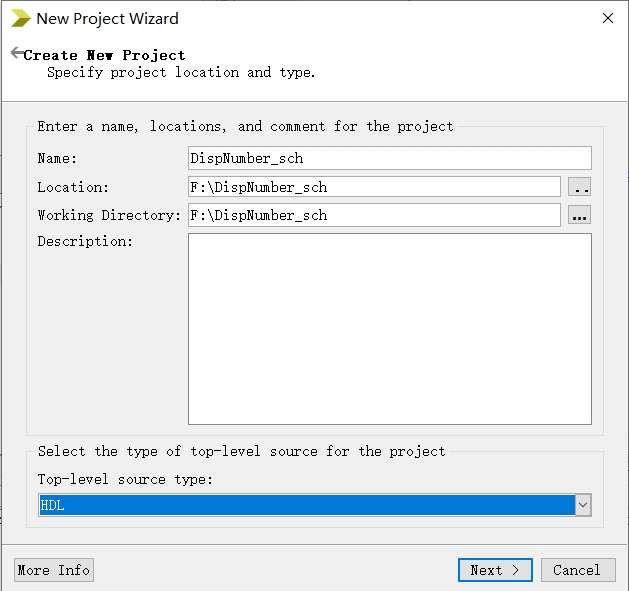 New Project Wizard
Create New Project
Specify project location and type.
Enter a name, locations, and comment for the project
Name: DispNumber_sch
Location: F:\DispNumber_sch ..
Working Directory: F:\DispNumber_sch ...
Description:
Select the type of top-level source for the project
Top-level source type:
HDL
More Info Next > Cancel